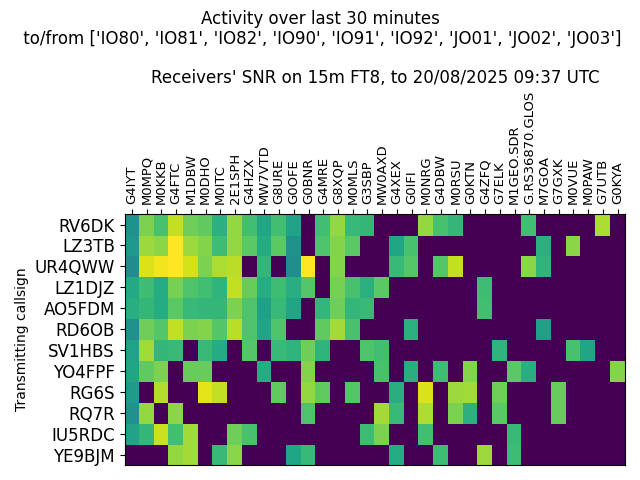 Activity over last 30 minutes
to/from ['IO80', 'IO81', 'IO82', 'IO90', 'IO91', 'IO92', 'JO01', 'JO02', 'JO03']
Receivers' SNR on 15m FT8, to 20/08/2025 09:37 UTC
G4IYT
M0MPQ
M0KKB
G4FTC
M1DBW
M0DHO
M0ITC
2E1SPH
G4HZX
MW7VTD
G8URE
G0OFE
G0BNR
G4MRE
G8XQP
M0MLS
G3SBP
MW0AXD
G4XEX
G0IFI
M0NRG
G4DBW
M0RSU
G0KTN
G4ZFQ
G7ELK
M1GEO.SDR
G.RS36870.GLOS
M7GOA
G7GXK
M0VUE
M0PAW
G7UTB
G0KYA
Transmitting callsign
RV6DK
LZ3TB
UR4QWW
LZ1DJZ
AO5FDM
RD6OB
SV1HBS
YO4FPF
RG6S
RQ7R
IU5RDC
YE9BJM